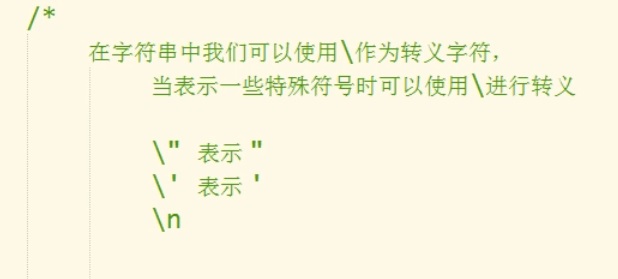 /*
在字符串中我们可以使用\作为转义字符，
当表示一些特殊符号时可以使用\进行转义
\" 表示 "
\' 表示 '
\n